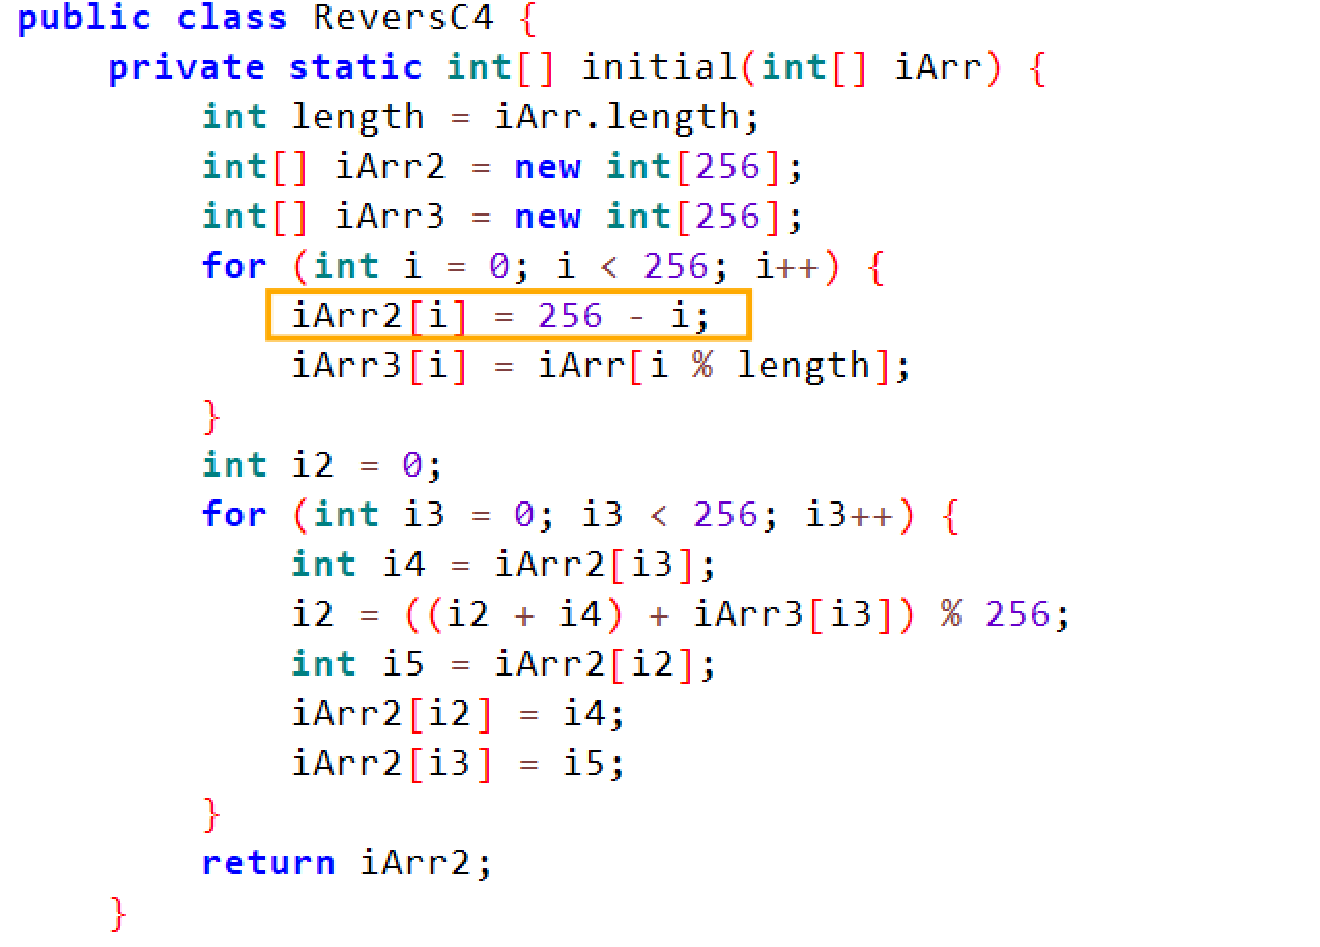 public class ReversC4 {
    private static int[] initial(int[] iArr) {
        int length = iArr.length;
        int[] iArr2 = new int[256];
        int[] iArr3 = new int[256];
        for (int i = 0; i < 256; i++) {
            iArr2[i] = 256 - i;
            iArr3[i] = iArr[i % length];
        }
        int i2 = 0;
        for (int i3 = 0; i3 < 256; i3++) {
            int i4 = iArr2[i3];
            i2 = ((i2 + i4) + iArr3[i3]) % 256;
            int i5 = iArr2[i2];
            iArr2[i2] = i4;
            iArr2[i3] = i5;
        }
        return iArr2;
    }